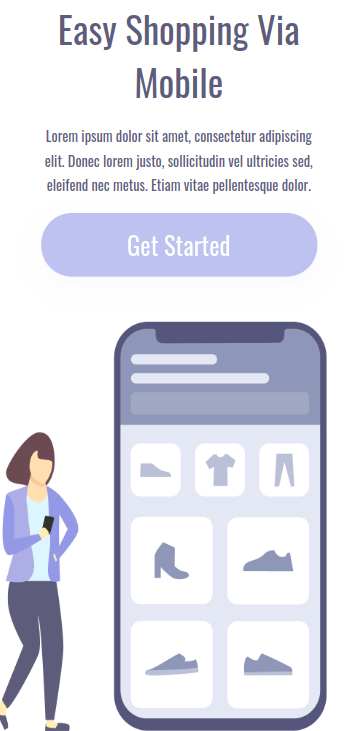 Easy Shopping Via
Mobile
Lorem ipsum dolor sit amet, consectetur adipiscing
elit. Donec lorem justo, sollicitudin vel ultricies sed,
eleifend nec metus. Etiam vitae pellentesque dolor.
Get Started